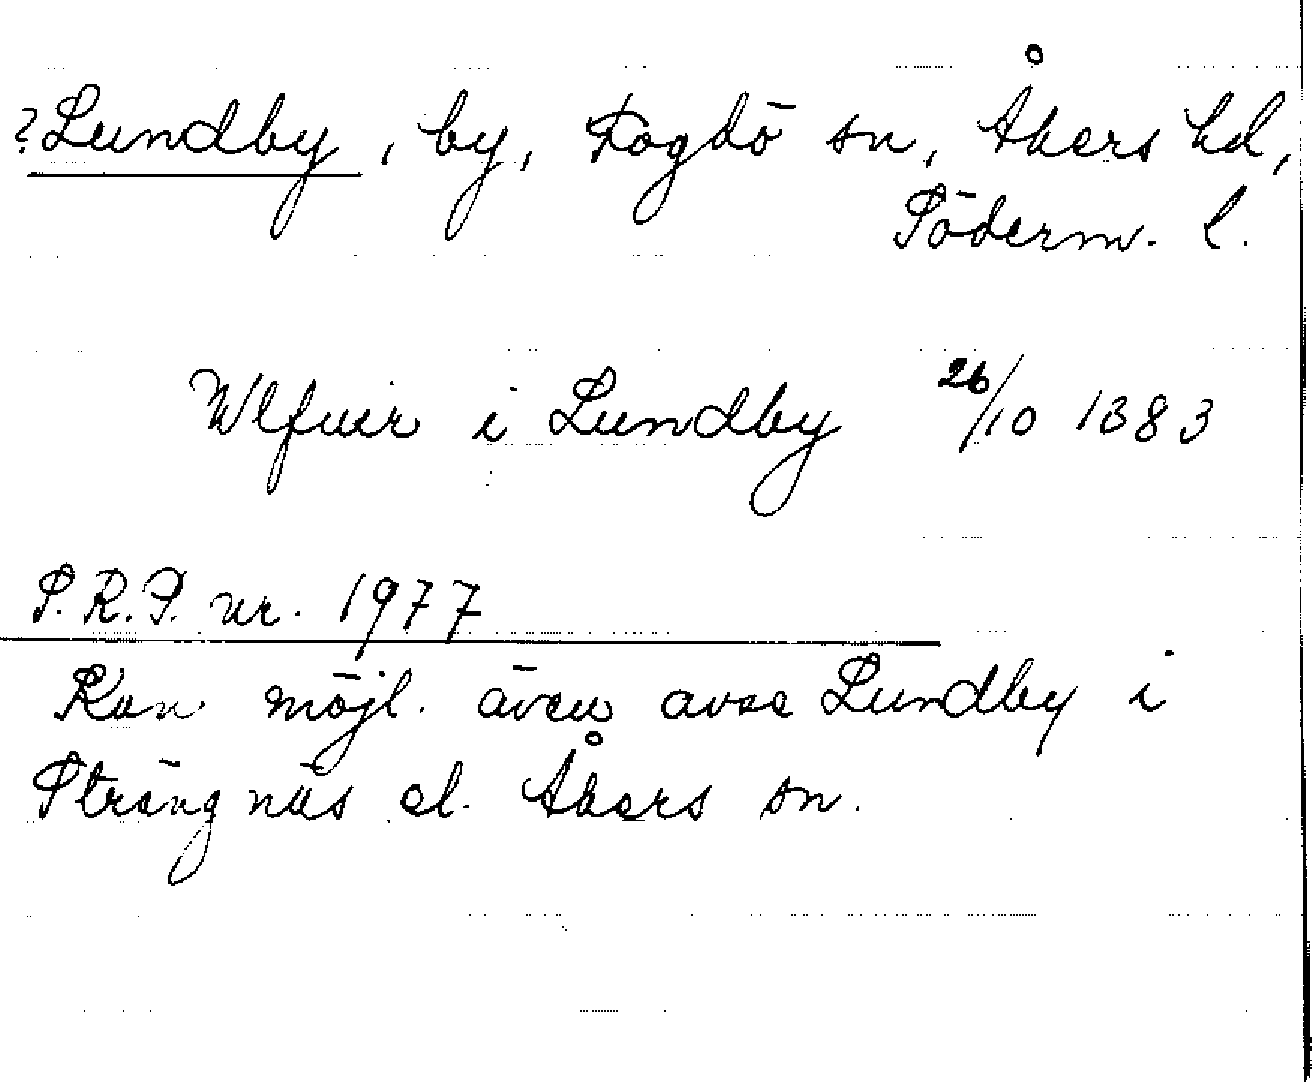 ?Lundby, by, Fogdö sn, Åkers hd,
Söderm. l.
Wlfuir i Lundby 26/10 1383
S.R.P. nr. 1977
Kan möjl. även avse Lundby i
Strängnäs el. Åkers sn.